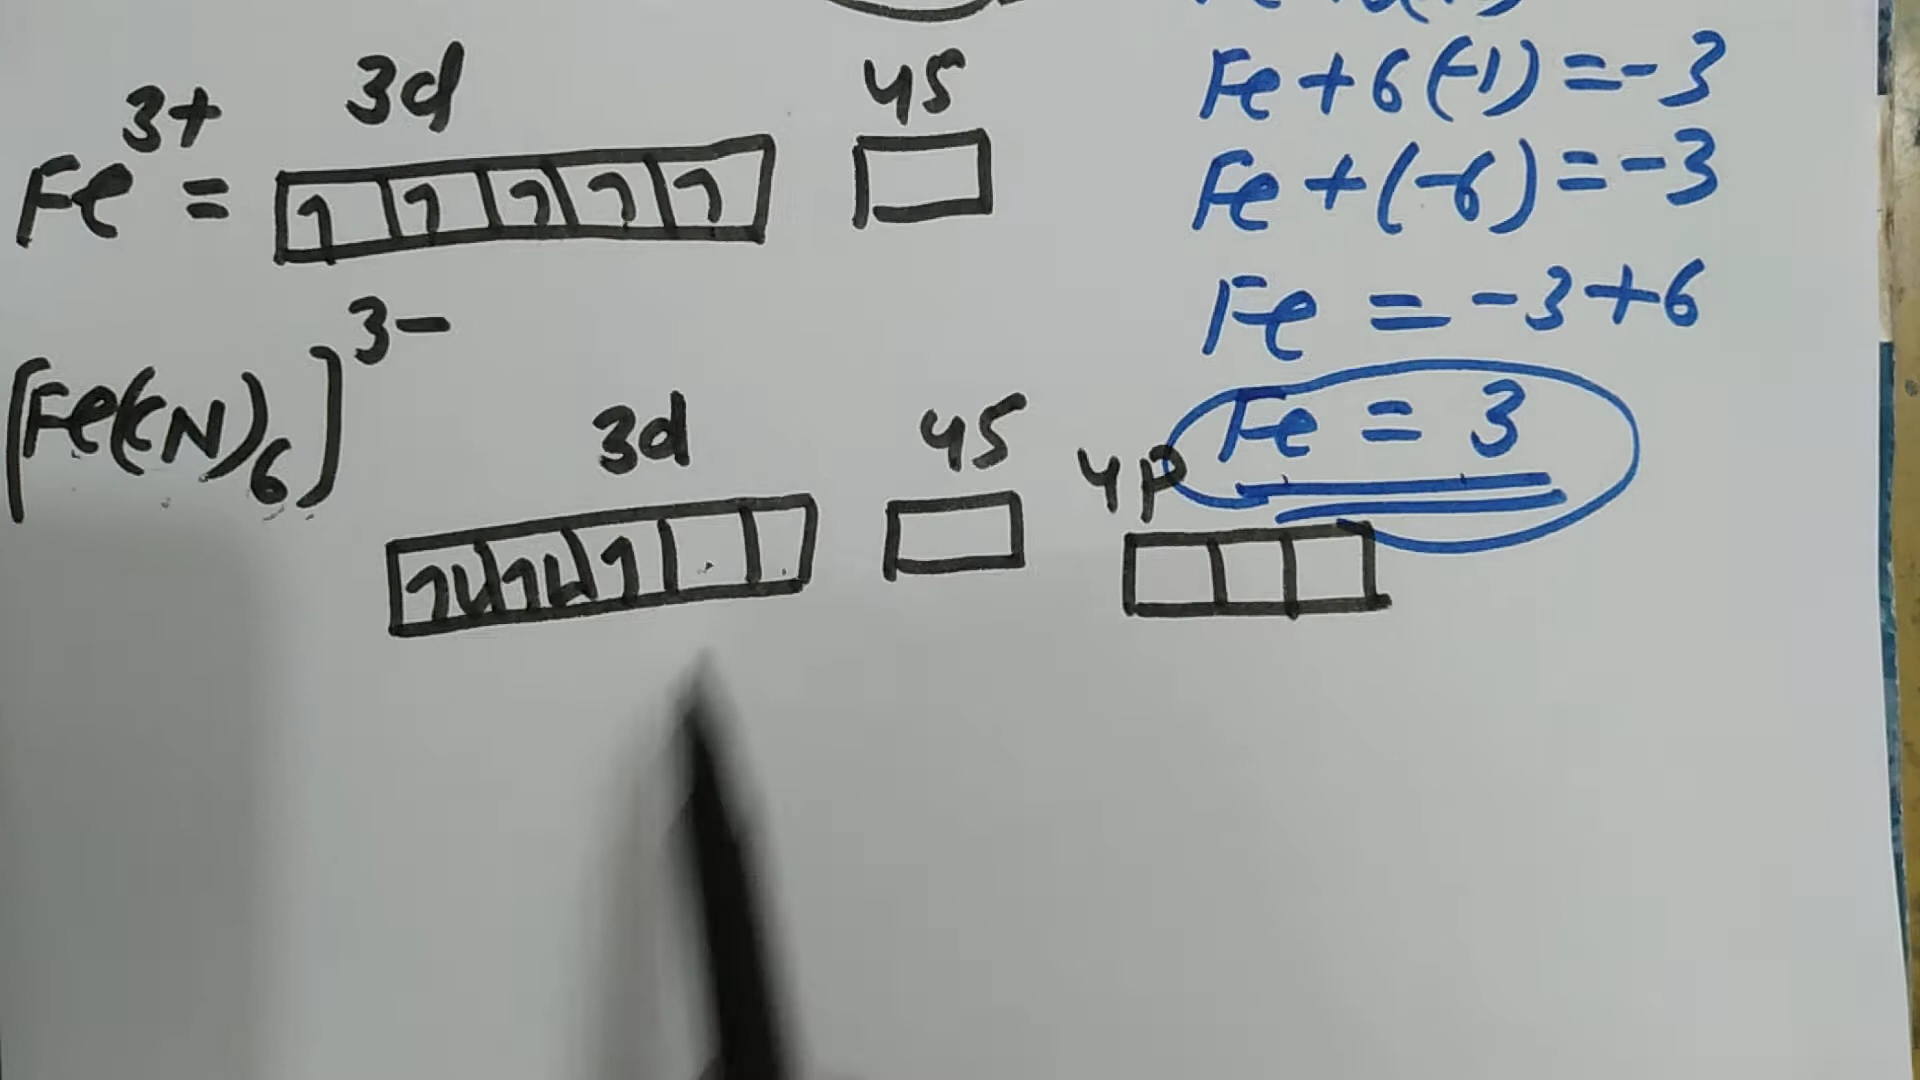 3d 4s
Fe3+ =
[Fe(CN)6]3-
3d 4s 4p
Fe+6(-1)=-3
Fe+(-6)=-3
Fe = -3+6
Fe = 3